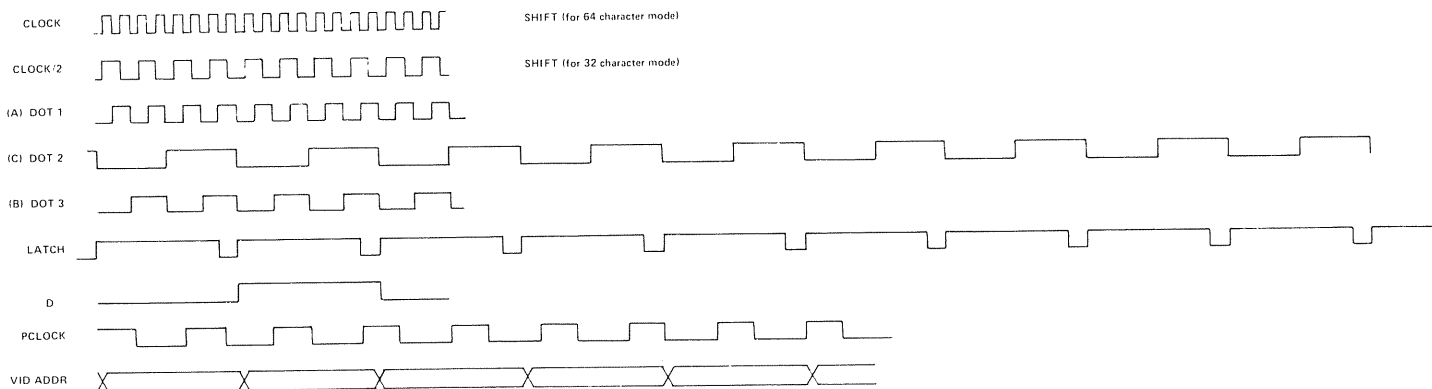 CLOCK SHIFT (for 64 character mode)
CLOCK/2 SHIFT (for 32 character mode)
(A) DOT 1
(C) DOT 2
(B) DOT 3
LATCH
D
PCLOCK
VID ADDR